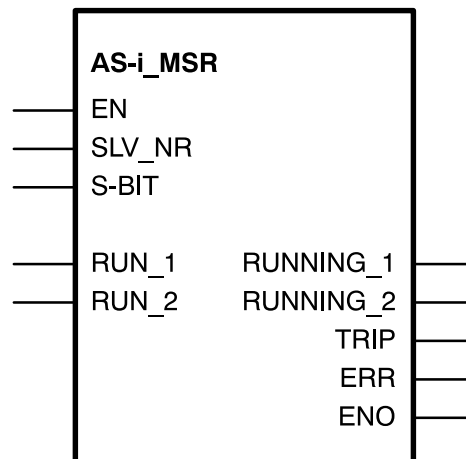 AS-i_MSR
EN
SLV_NR
S-BIT
RUN_1 RUNNING_1
RUN_2 RUNNING_2
TRIP
ERR
ENO